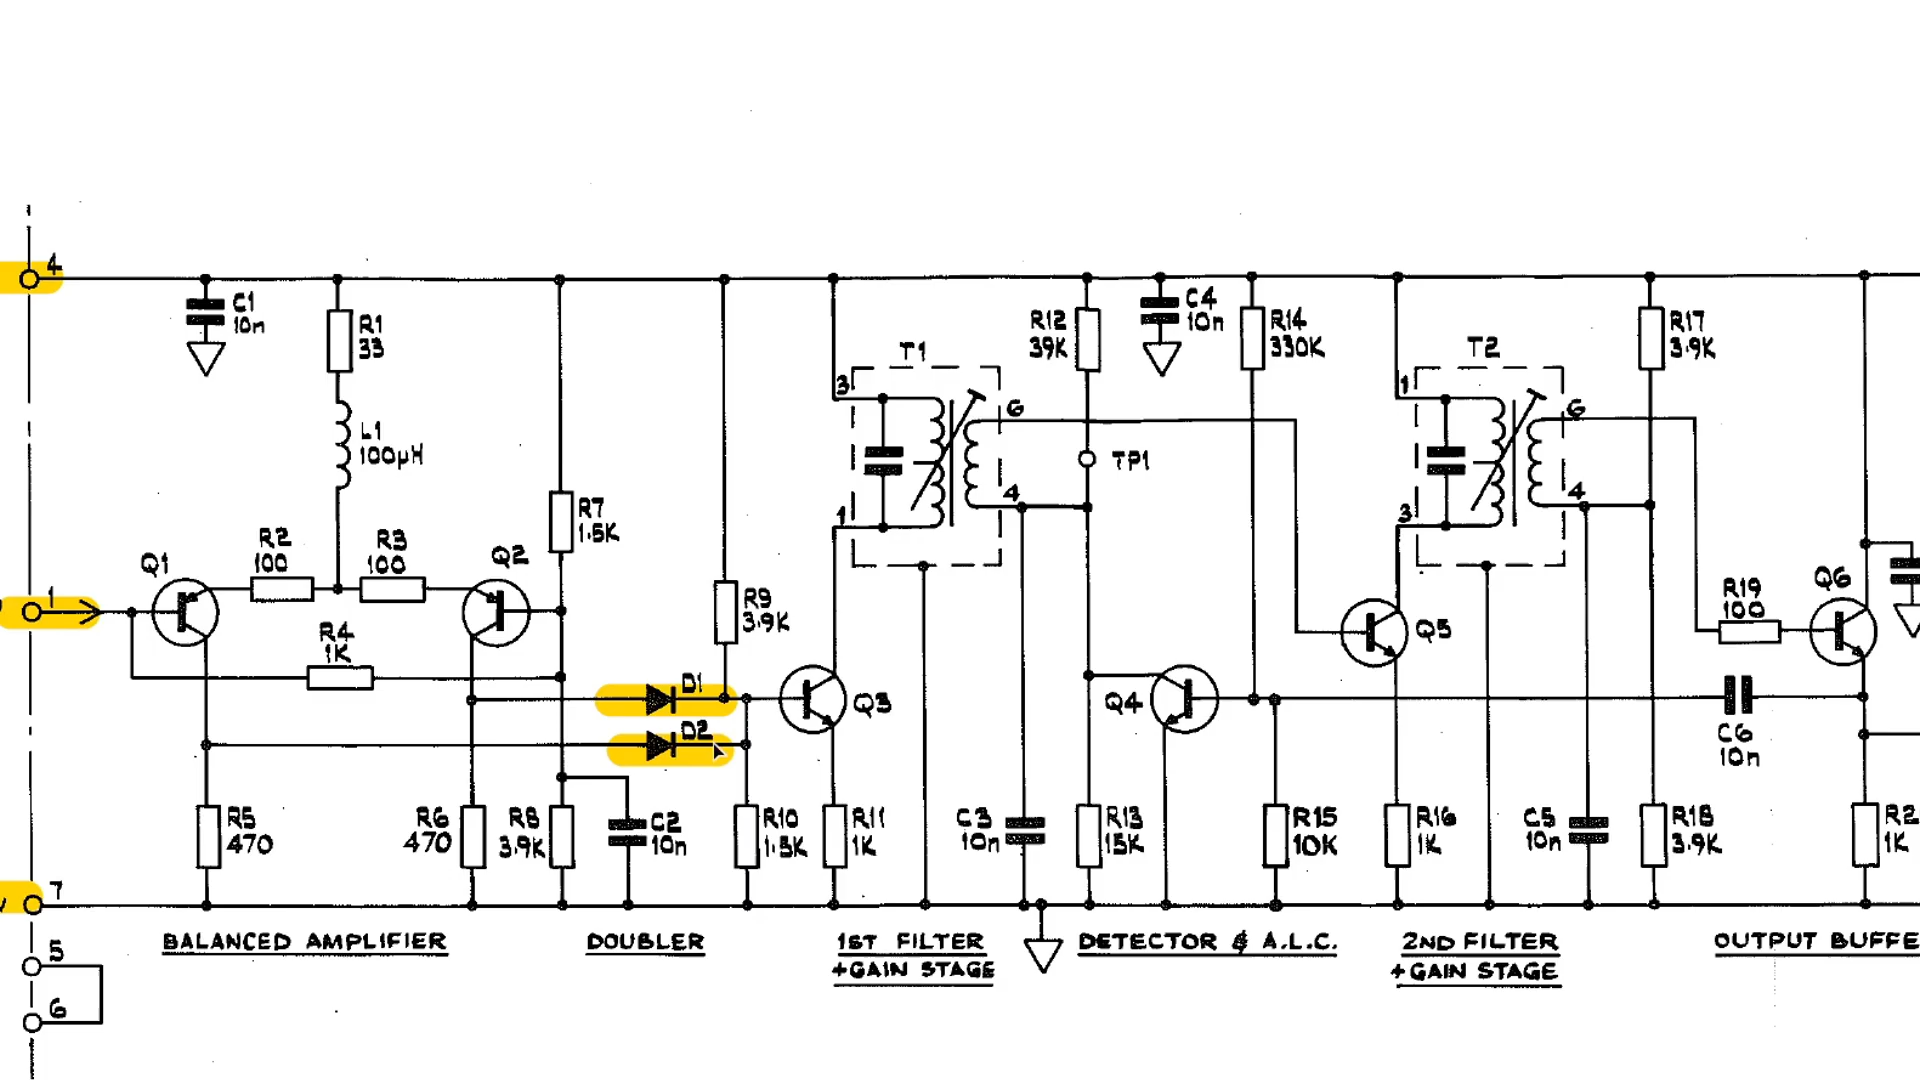 4
C1
10n
R1
33
L1
100µH
R2
100
R3
100
Q1
Q2
1
R4
1K
R7
1.5K
R9
3.9K
D1
D2
Q3
R5
470
R6
470
R8
3.9K
C2
10n
R10
1.5K
R11
1K
T1
3
1
6
4
R12
39K
TP1
C4
10n
R14
330K
Q4
C3
10n
R13
15K
R15
10K
T2
1
3
6
4
Q5
R16
1K
C5
10n
R17
3.9K
R18
3.9K
R19
100
Q6
C6
10n
R2
1K
7
5
6
BALANCED AMPLIFIER
DOUBLER
1ST FILTER
+GAIN STAGE
DETECTOR & A.L.C.
2ND FILTER
+GAIN STAGE
OUTPUT BUFFE